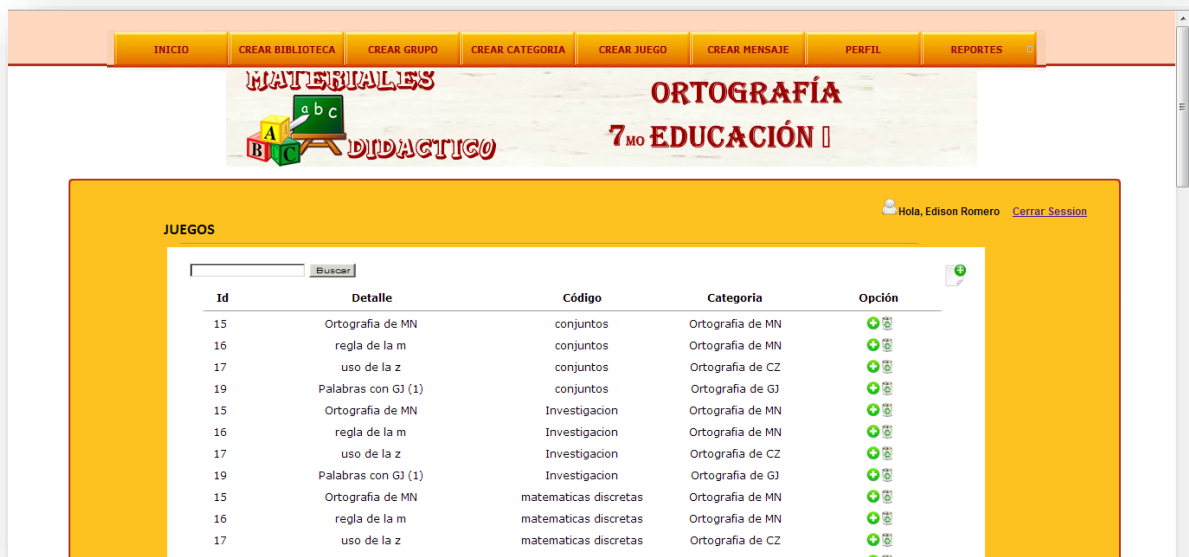 INICIO CREAR BIBLIOTECA CREAR GRUPO CREAR CATEGORIA CREAR JUEGO CREAR MENSAJE PERFIL REPORTES
MATERIALES
a b c
A
B C
DIDACTICO
ORTOGRAFÍA
7MO EDUCACIÓN
Hola, Edison Romero Cerrar Session
JUEGOS
Buscar
Id Detalle Código Categoria Opción
15 Ortografia de MN conjuntos Ortografia de MN
16 regla de la m conjuntos Ortografia de MN
17 uso de la z conjuntos Ortografia de CZ
19 Palabras con GJ (1) conjuntos Ortografia de GJ
15 Ortografia de MN Investigacion Ortografia de MN
16 regla de la m Investigacion Ortografia de MN
17 uso de la z Investigacion Ortografia de CZ
19 Palabras con GJ (1) Investigacion Ortografia de GJ
15 Ortografia de MN matematicas discretas Ortografia de MN
16 regla de la m matematicas discretas Ortografia de MN
17 uso de la z matematicas discretas Ortografia de CZ